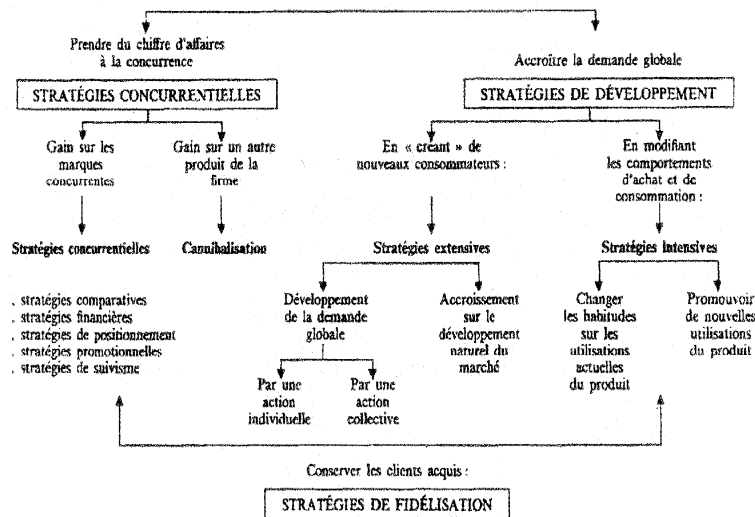 Prendre du chiffre d'affaires
à la concurrence
STRATÉGIES CONCURRENTIELLES
Gain sur les
marques
concurrentes
Gain sur un autre
produit de la
firme
Stratégies concurrentielles
Cannibalisation
. stratégies comparatives
. stratégies financières
. stratégies de positionnement
. stratégies promotionnelles
. stratégies de suivisme
Accroître la demande globale
STRATÉGIES DE DÉVELOPPEMENT
En « créant » de
nouveaux consommateurs :
En modifiant
les comportements
d'achat et de
consommation :
Stratégies extensives
Stratégies intensives
Développement
de la demande
globale
Accroissement
sur le
développement
naturel du
marché
Changer
les habitudes
sur les
utilisations
actuelles
du produit
Promouvoir
de nouvelles
utilisations
du produit
Par une
action
individuelle
Par une
action
collective
Conserver les clients acquis :
STRATÉGIES DE FIDÉLISATION